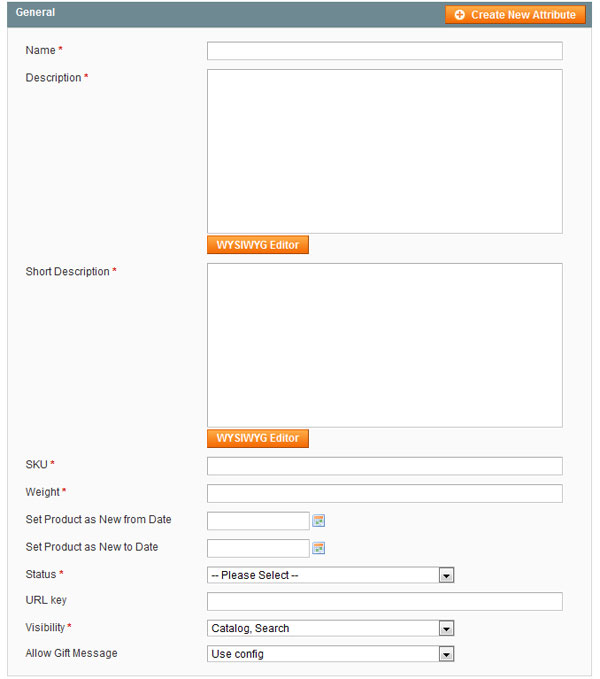 General
Create New Attribute
Name *
Description *
WYSIWYG Editor
Short Description *
WYSIWYG Editor
SKU *
Weight *
Set Product as New from Date
Set Product as New to Date
Status *
-- Please Select --
URL key
Visibility *
Catalog, Search
Allow Gift Message
Use config